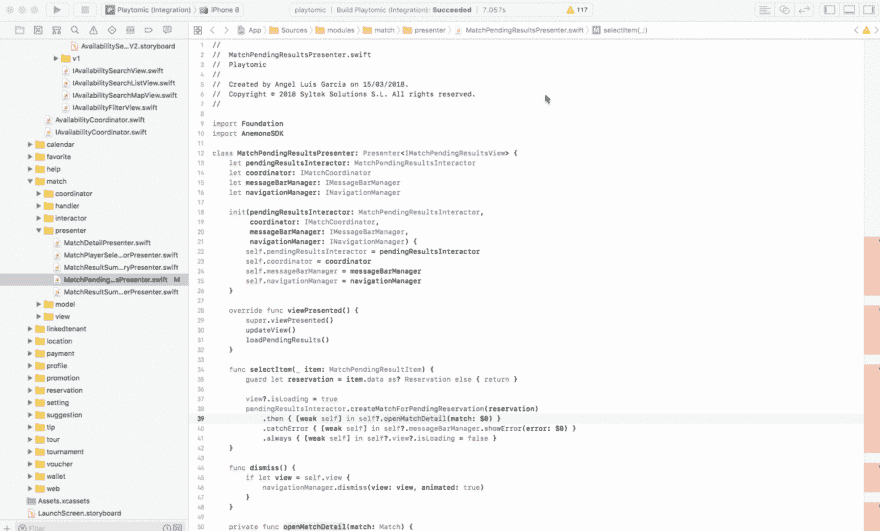 Playtomic (Integration) iPhone 8
playtomic | Build Playtomic (Integration): Succeeded | 7.057s
117
App Sources modules match presenter MatchPendingResultsPresenter.swift selectItem(_:)
AvailabilitySe...V2.storyboard
v1
IAvailabilitySearchView.swift
IAvailabilitySearchListView.swift
IAvailabilitySearchMapView.swift
IAvailabilityFilterView.swift
AvailabilityCoordinator.swift
IAvailabilityCoordinator.swift
calendar
favorite
help
match
coordinator
handler
interactor
presenter
MatchDetailPresenter.swift
MatchPlayerSele...orPresenter.swift
MatchResultSum...ryPresenter.swift
MatchPending...sPresenter.swift M
MatchResultSum...erPresenter.swift
model
view
linkedtenant
location
payment
profile
promotion
reservation
setting
suggestion
tip
tour
tournament
voucher
wallet
web
Assets.xcassets
LaunchScreen.storyboard
Filter
1 //
2 // MatchPendingResultsPresenter.swift
3 // Playtomic
4 //
5 // Created by Angel Luis Garcia on 15/03/2018.
6 // Copyright © 2018 Syltek Solutions S.L. All rights reserved.
7 //
8
9 import Foundation
10 import AnemoneSDK
11
12 class MatchPendingResultsPresenter: Presenter<IMatchPendingResultsView> {
13 let pendingResultsInteractor: MatchPendingResultsInteractor
14 let coordinator: IMatchCoordinator
15 let messageBarManager: IMessageBarManager
16 let navigationManager: INavigationManager
17
18 init(pendingResultsInteractor: MatchPendingResultsInteractor,
19 coordinator: IMatchCoordinator,
20 messageBarManager: IMessageBarManager,
21 navigationManager: INavigationManager) {
22 self.pendingResultsInteractor = pendingResultsInteractor
23 self.coordinator = coordinator
24 self.messageBarManager = messageBarManager
25 self.navigationManager = navigationManager
26 }
27
28 override func viewPresented() {
29 super.viewPresented()
30 updateView()
31 loadPendingResults()
32 }
33
34 func selectItem(_ item: MatchPendingResultItem) {
35 guard let reservation = item.data as? Reservation else { return }
36
37 view?.isLoading = true
38 pendingResultsInteractor.createMatchForPendingReservation(reservation)
39 .then { [weak self] in self?.openMatchDetail(match: $0) }
40 .catchError { [weak self] in self?.messageBarManager.showError(error: $0) }
41 .always { [weak self] in self?.view?.isLoading = false }
42 }
43
44 func dismiss() {
45 if let view = self.view {
46 navigationManager.dismiss(view: view, animated: true)
47 }
48 }
49
50 private func openMatchDetail(match: Match) {